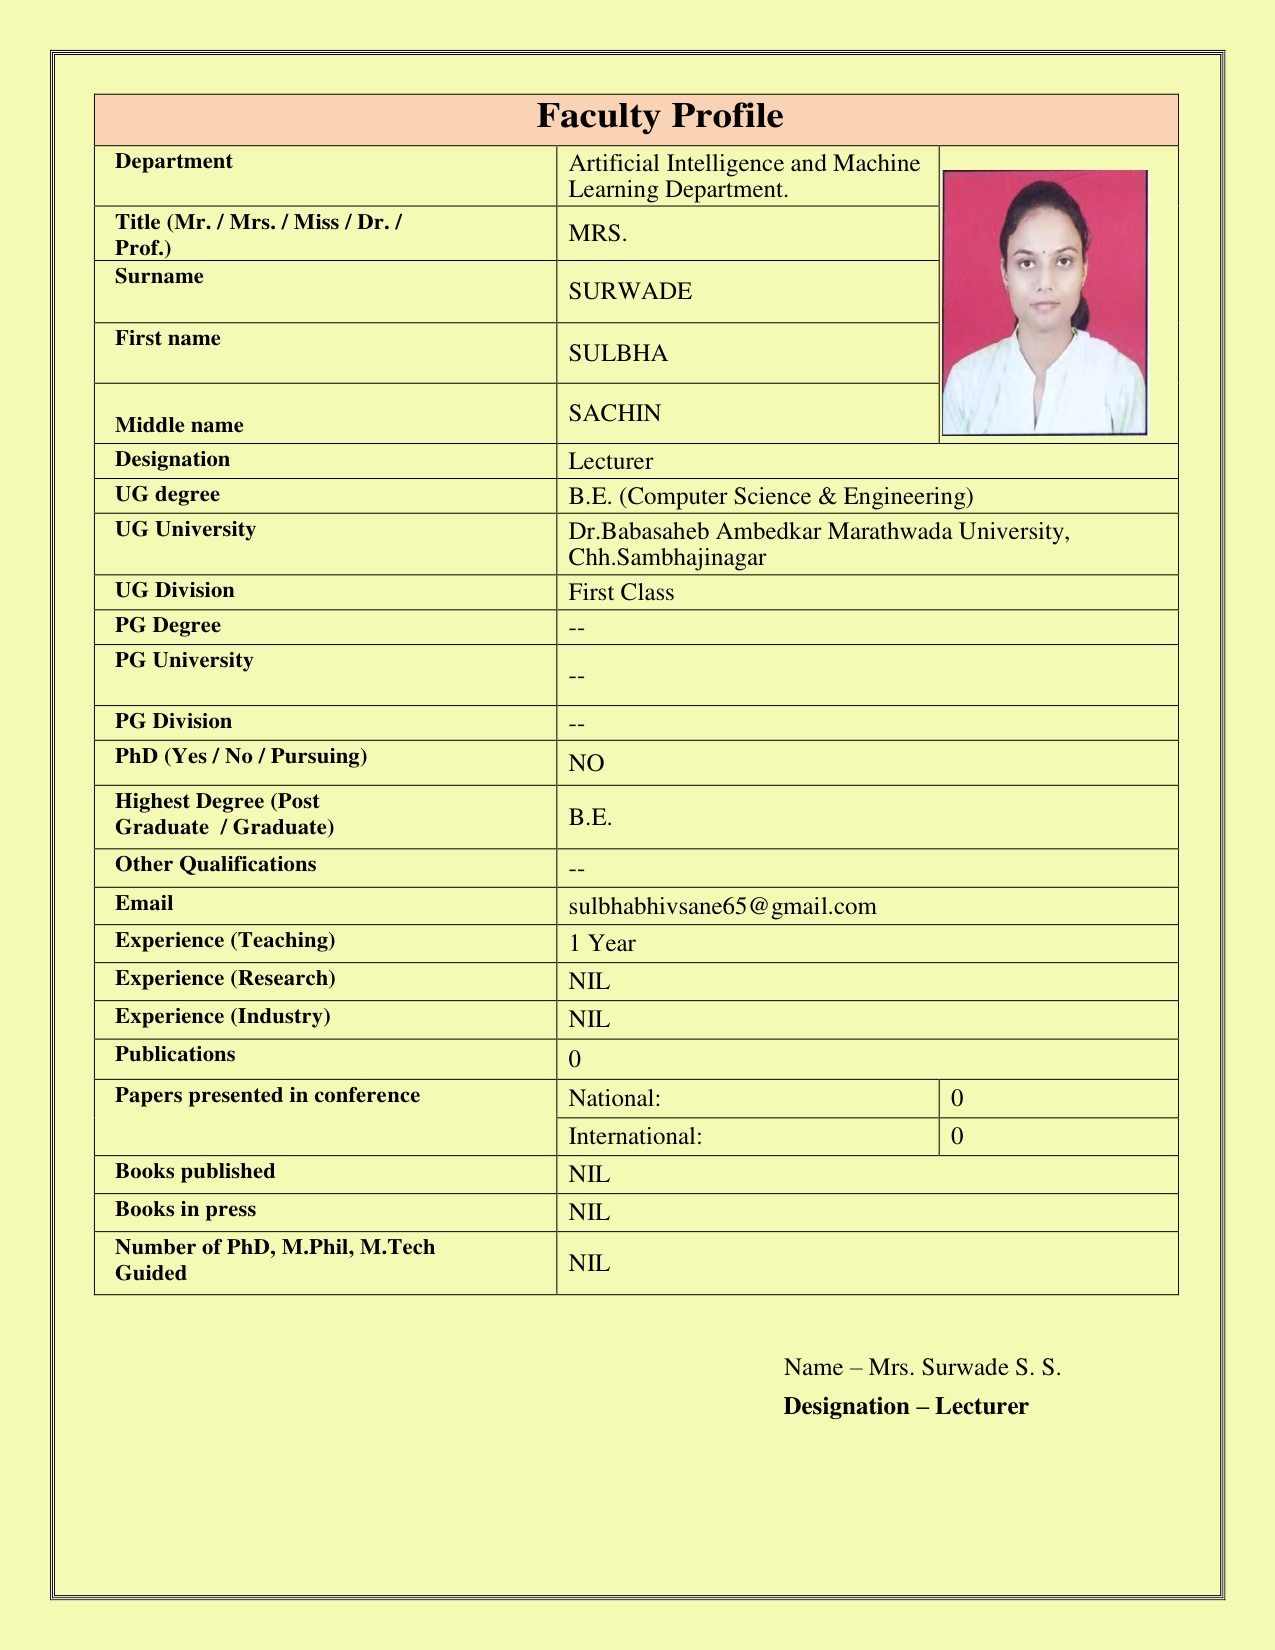 Faculty Profile
Department
Artificial Intelligence and Machine
Learning Department.
Title (Mr. / Mrs. / Miss / Dr. /
Prof.)
MRS.
Surname
SURWADE
First name
SULBHA
Middle name
SACHIN
Designation
Lecturer
UG degree
B.E. (Computer Science & Engineering)
UG University
Dr.Babasaheb Ambedkar Marathwada University,
Chh.Sambhajinagar
UG Division
First Class
PG Degree
--
PG University
--
PG Division
--
PhD (Yes / No / Pursuing)
NO
Highest Degree (Post
Graduate / Graduate)
B.E.
Other Qualifications
--
Email
sulbhabhivsane65@gmail.com
Experience (Teaching)
1 Year
Experience (Research)
NIL
Experience (Industry)
NIL
Publications
0
Papers presented in conference
National:
0
International:
0
Books published
NIL
Books in press
NIL
Number of PhD, M.Phil, M.Tech
Guided
NIL
Name – Mrs. Surwade S. S.
Designation – Lecturer